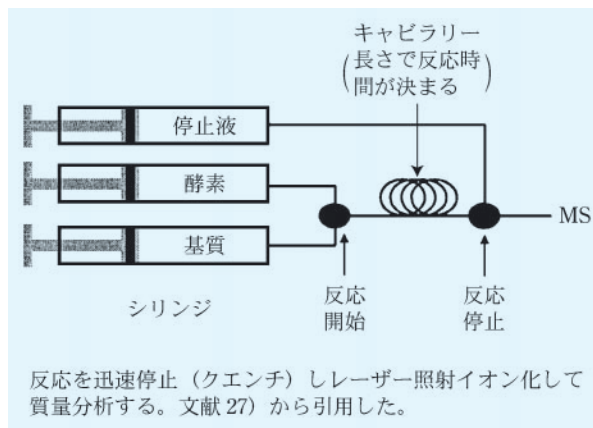 キャビラリー
(長さで反応時
間が決まる)
停止液
酵素
基質
MS
シリンジ
反応
開始
反応
停止
反応を迅速停止（クエンチ）しレーザー照射イオン化して
質量分析する。文献 27）から引用した。